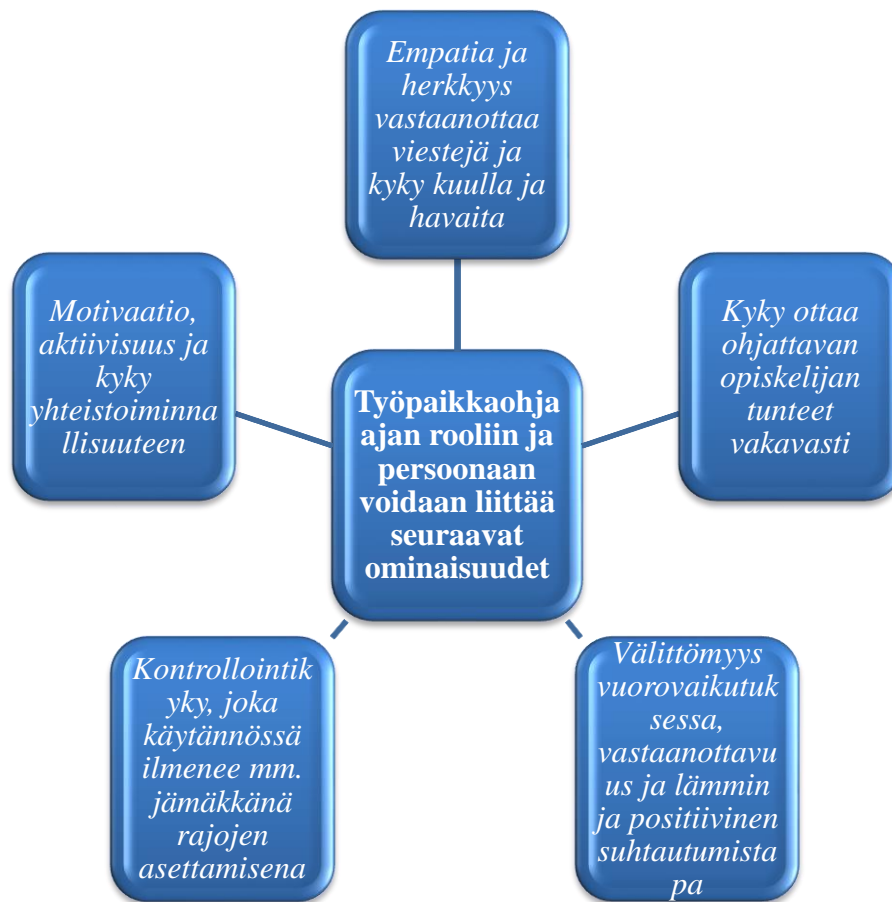 Empatia ja
herkkyys
vastaanottaa
viestejä ja
kyky kuulla ja
havaita
Motivaatio,
aktiivisuus ja
kyky
yhteistoiminna
llisuuteen
Kyky ottaa
ohjattavan
opiskelijan
tunteet
vakavasti
Työpaikkaohja
ajan rooliin ja
persoonaan
voidaan liittää
seuraavat
ominaisuudet
Kontrollointik
yky, joka
käytännössä
ilmenee mm.
jämäkkänä
rajojen
asettamisena
Välittömyys
vuorovaikutuk
sessa,
vastaanottavu
us ja lämmin
ja positiivinen
suhtautumista
pa